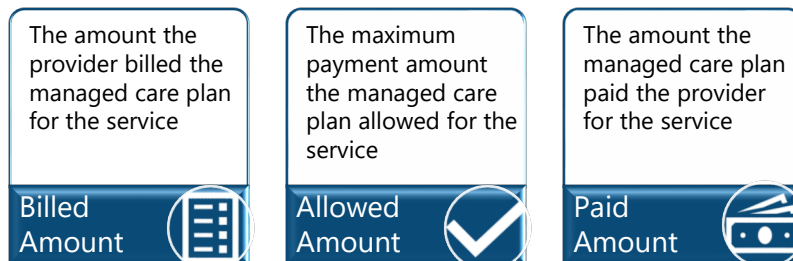 The amount the
provider billed the
managed care plan
for the service
Billed
Amount
The maximum
payment amount
the managed care
plan allowed for the
service
Allowed
Amount
The amount the
managed care plan
paid the provider
for the service
Paid
Amount